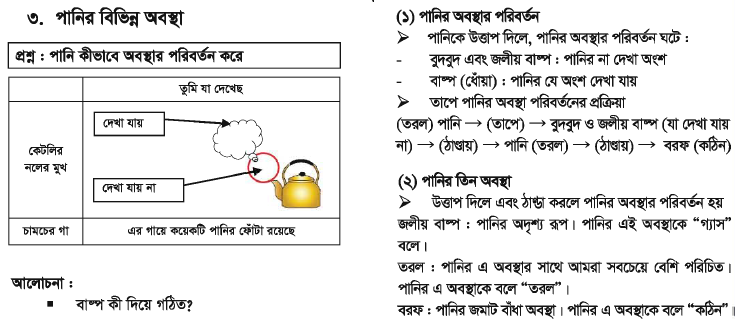 ৩. পানির বিভিন্ন অবস্থা
প্রশ্ন : পানি কীভাবে অবস্থার পরিবর্তন করে
তুমি যা দেখেছ
দেখা যায়
কেটলির
নলের মুখ
দেখা যায় না
চামচের গা
এর গায়ে কয়েকটি পানির ফোঁটা রয়েছে
আলোচনা :
▪ বাষ্প কী দিয়ে গঠিত?
(১) পানির অবস্থার পরিবর্তন
➤ পানিকে উত্তাপ দিলে, পানির অবস্থার পরিবর্তন ঘটে :
- বুদবুদ এবং জলীয় বাষ্প : পানির না দেখা অংশ
- বাষ্প (ধোঁয়া) : পানির যে অংশ দেখা যায়
➤ তাপে পানির অবস্থা পরিবর্তনের প্রক্রিয়া
(তরল) পানি → (তাপে) → বুদবুদ ও জলীয় বাষ্প (যা দেখা যায়
না) → (ঠাণ্ডায়) → পানি (তরল) → (ঠাণ্ডায়) → বরফ (কঠিন)
(২) পানির তিন অবস্থা
➤ উত্তাপ দিলে এবং ঠান্ডা করলে পানির অবস্থার পরিবর্তন হয়
জলীয় বাষ্প : পানির অদৃশ্য রূপ। পানির এই অবস্থাকে “গ্যাস”
বলে।
তরল : পানির এ অবস্থার সাথে আমরা সবচেয়ে বেশি পরিচিত।
পানির এ অবস্থাকে বলে “তরল”।
বরফ : পানির জমাট বাঁধা অবস্থা। পানির এ অবস্থাকে বলে “কঠিন”।